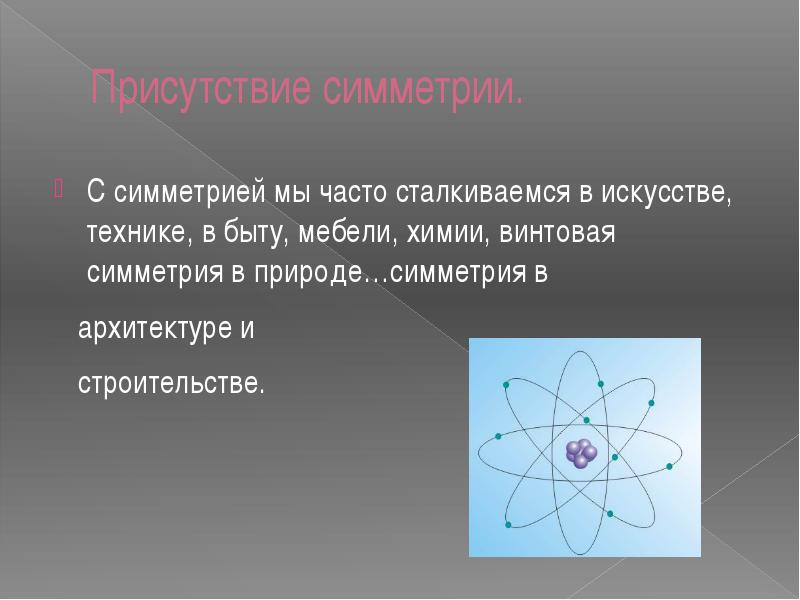 Присутствие симметрии.
С симметрией мы часто сталкиваемся в искусстве,
технике, в быту, мебели, химии, винтовая
симметрия в природе…симметрия в
архитектуре и
строительстве.